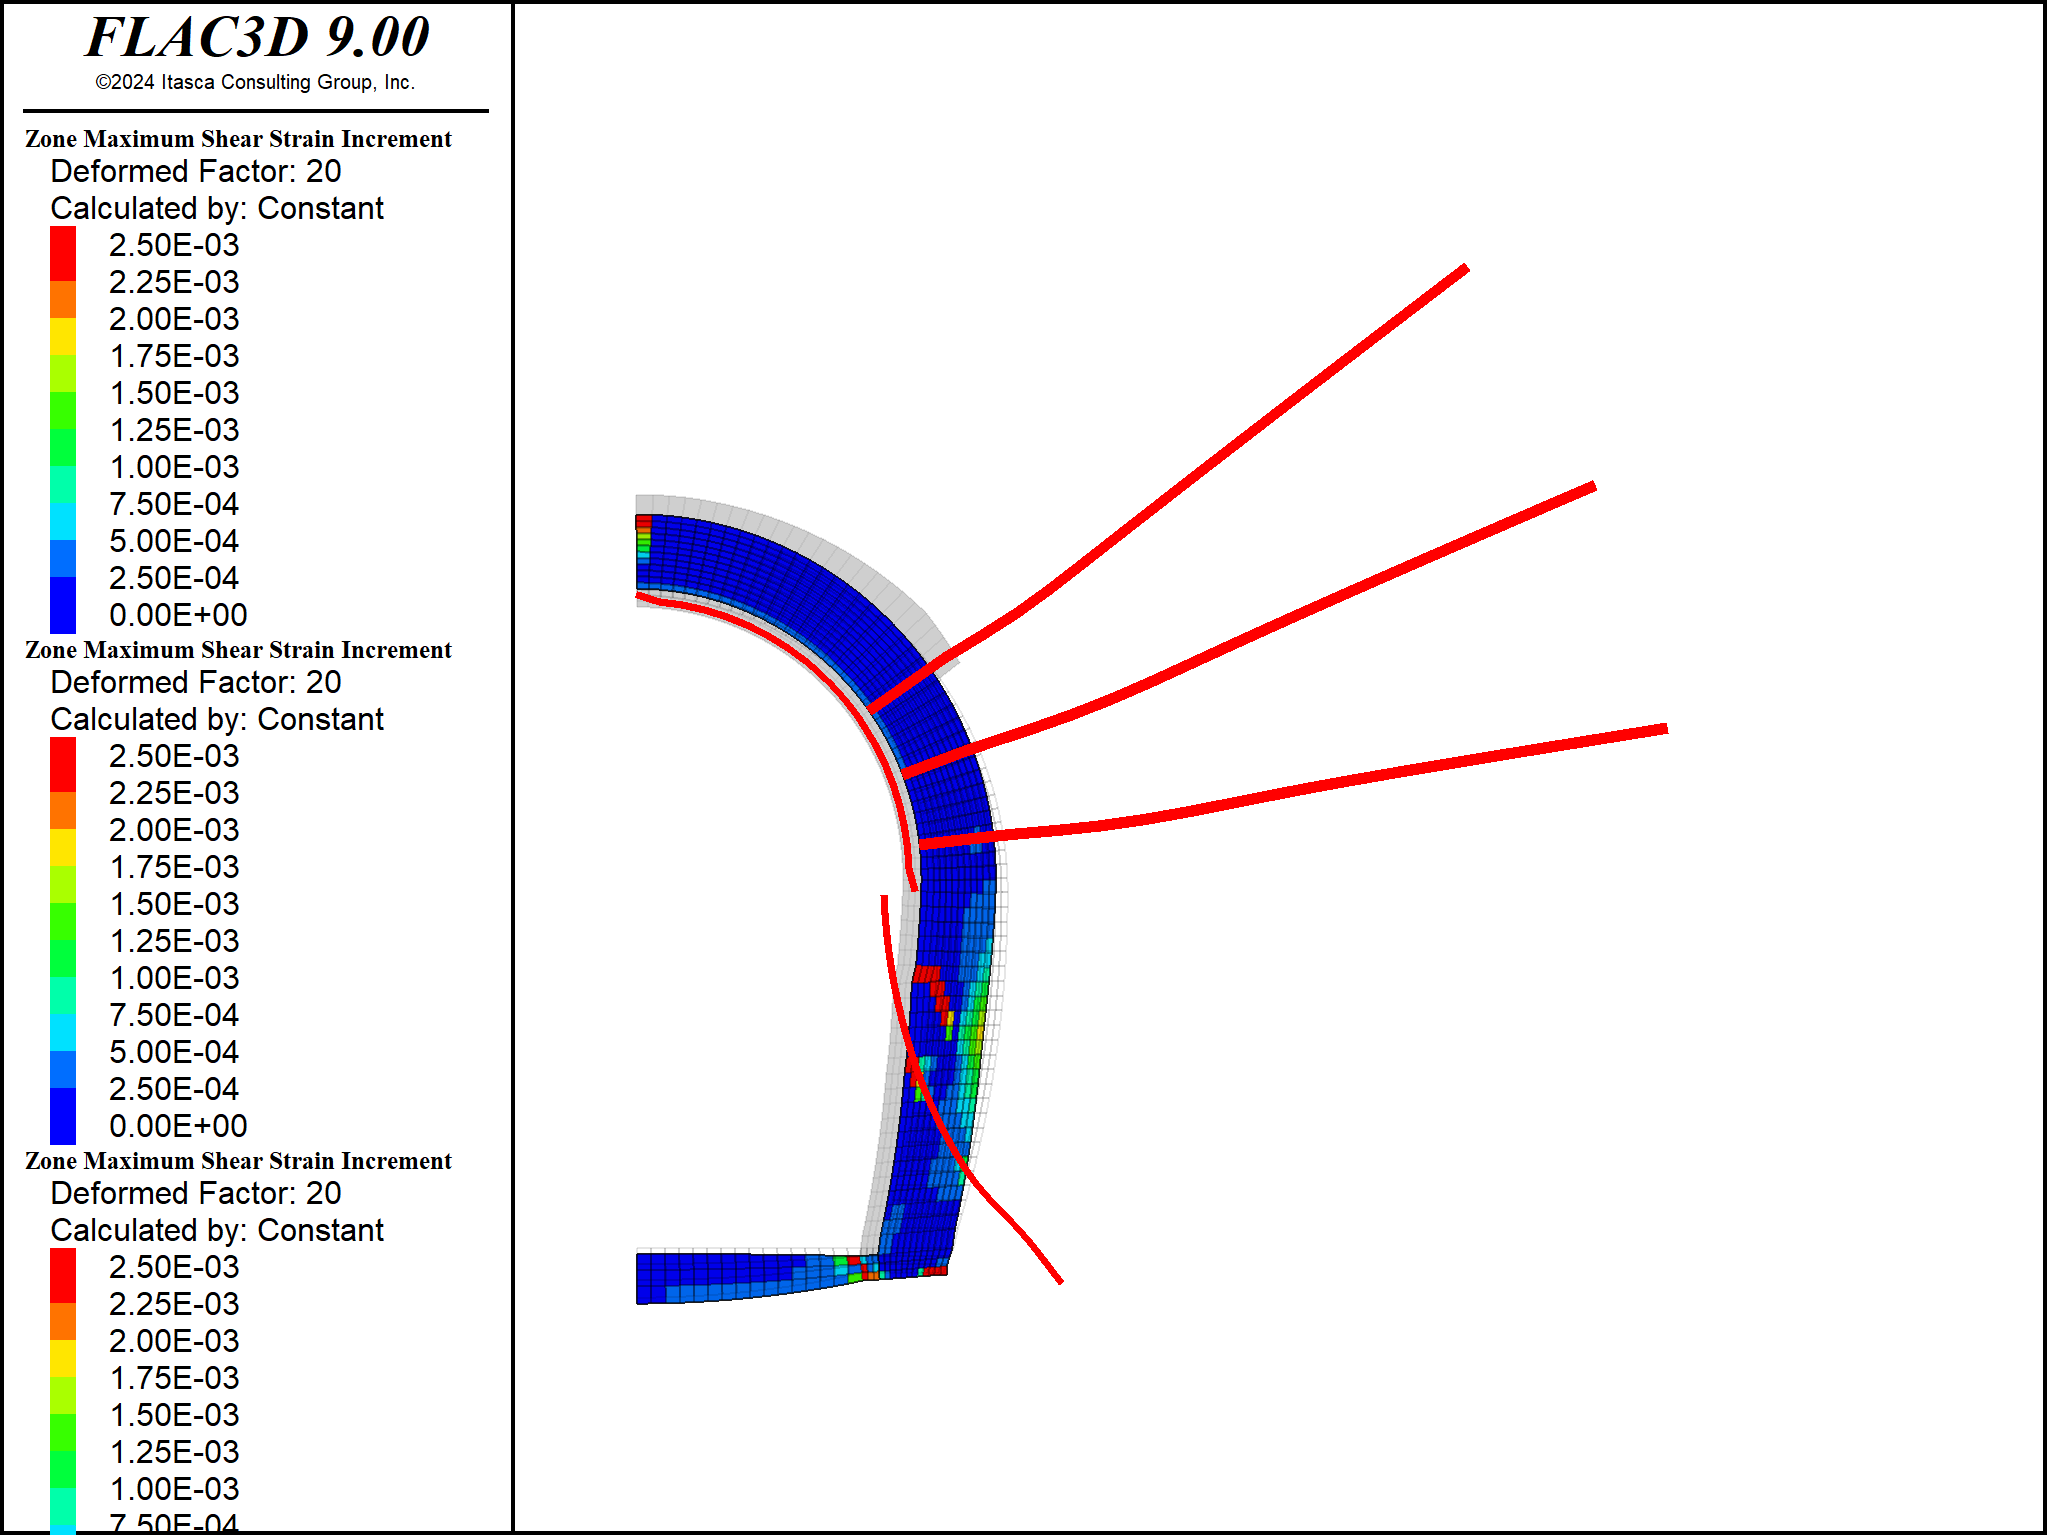 FLAC3D 9.00
©2024 Itasca Consulting Group, Inc.
Zone Maximum Shear Strain Increment
Deformed Factor: 20
Calculated by: Constant
2.50E-03
2.25E-03
2.00E-03
1.75E-03
1.50E-03
1.25E-03
1.00E-03
7.50E-04
5.00E-04
2.50E-04
0.00E+00
Zone Maximum Shear Strain Increment
Deformed Factor: 20
Calculated by: Constant
2.50E-03
2.25E-03
2.00E-03
1.75E-03
1.50E-03
1.25E-03
1.00E-03
7.50E-04
5.00E-04
2.50E-04
0.00E+00
Zone Maximum Shear Strain Increment
Deformed Factor: 20
Calculated by: Constant
2.50E-03
2.25E-03
2.00E-03
1.75E-03
1.50E-03
1.25E-03
1.00E-03
7.50E-04